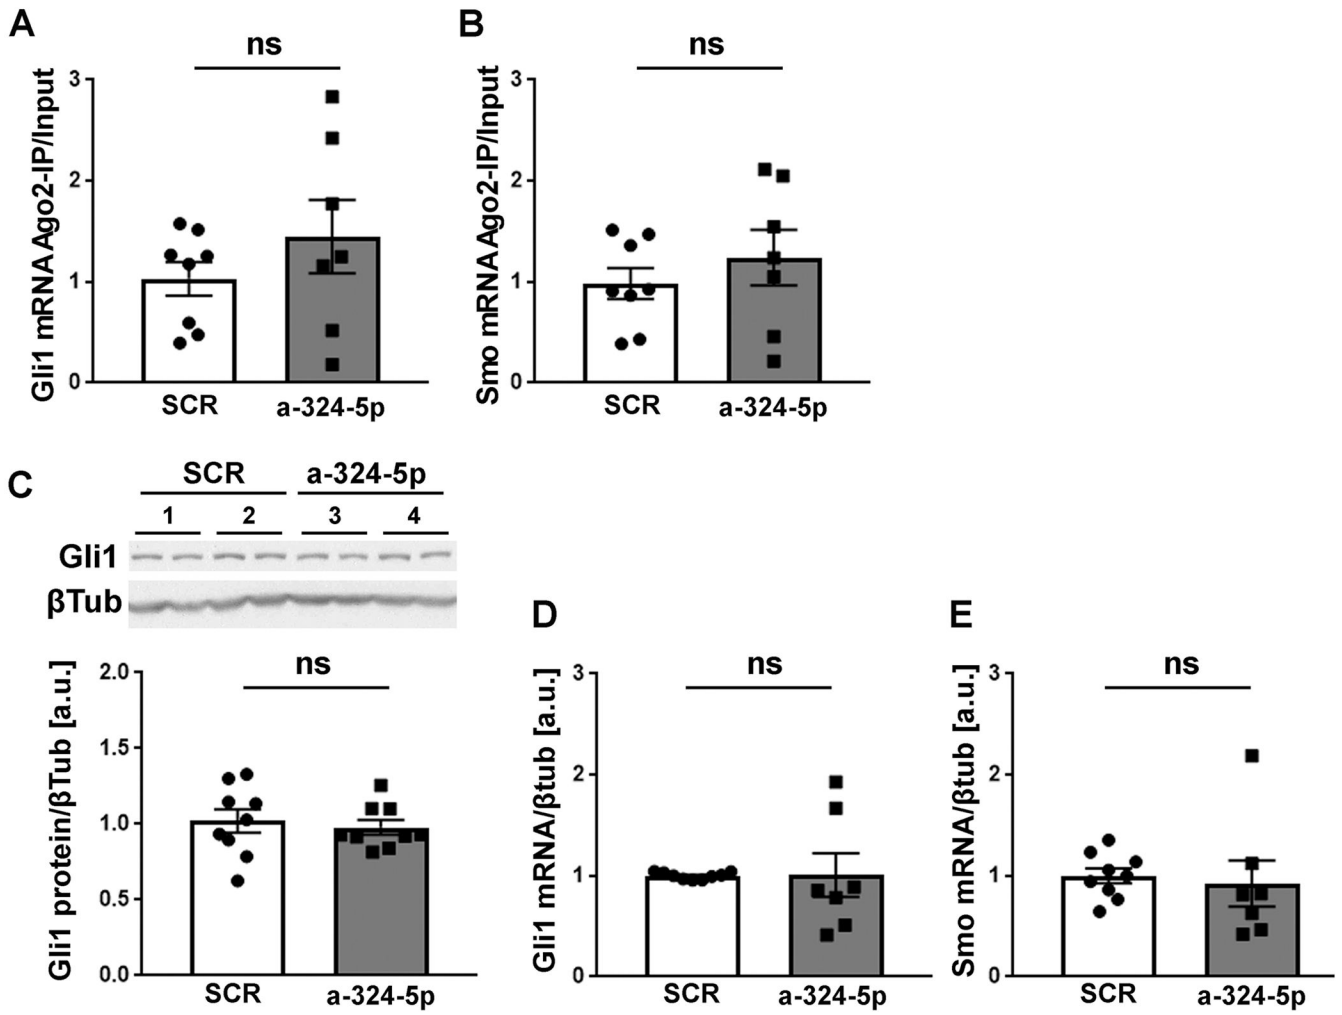 A
ns
Gli1 mRNA Ago2-IP/Input
3
2
1
0
SCR
a-324-5p
B
ns
Smo mRNA Ago2-IP/Input
3
2
1
0
SCR
a-324-5p
C
SCR
a-324-5p
1
2
3
4
Gli1
βTub
ns
Gli1 protein/βTub [a.u.]
2.0
1.5
1.0
0.5
0.0
SCR
a-324-5p
D
ns
Gli1 mRNA/βtub [a.u.]
3
2
1
0
SCR
a-324-5p
E
ns
Smo mRNA/βtub [a.u.]
3
2
1
0
SCR
a-324-5p